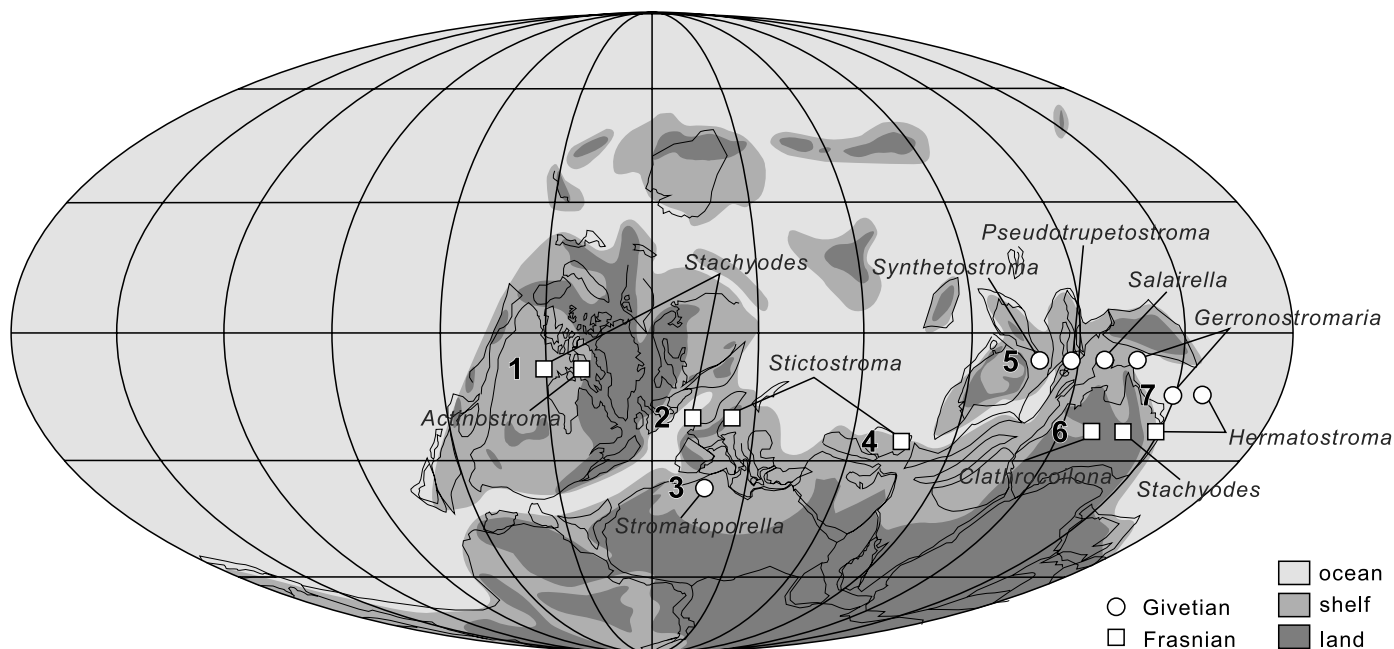 Pseudotrupetostroma
Stachyodes
Synthetostroma
Salairella
Gerronostromaria
1
5
Stictostroma
7
Actinostroma
2
4
6
Hermatostroma
3
Clathrocoilona
Stachyodes
Stromatoporella
ocean
Givetian
shelf
Frasnian
land